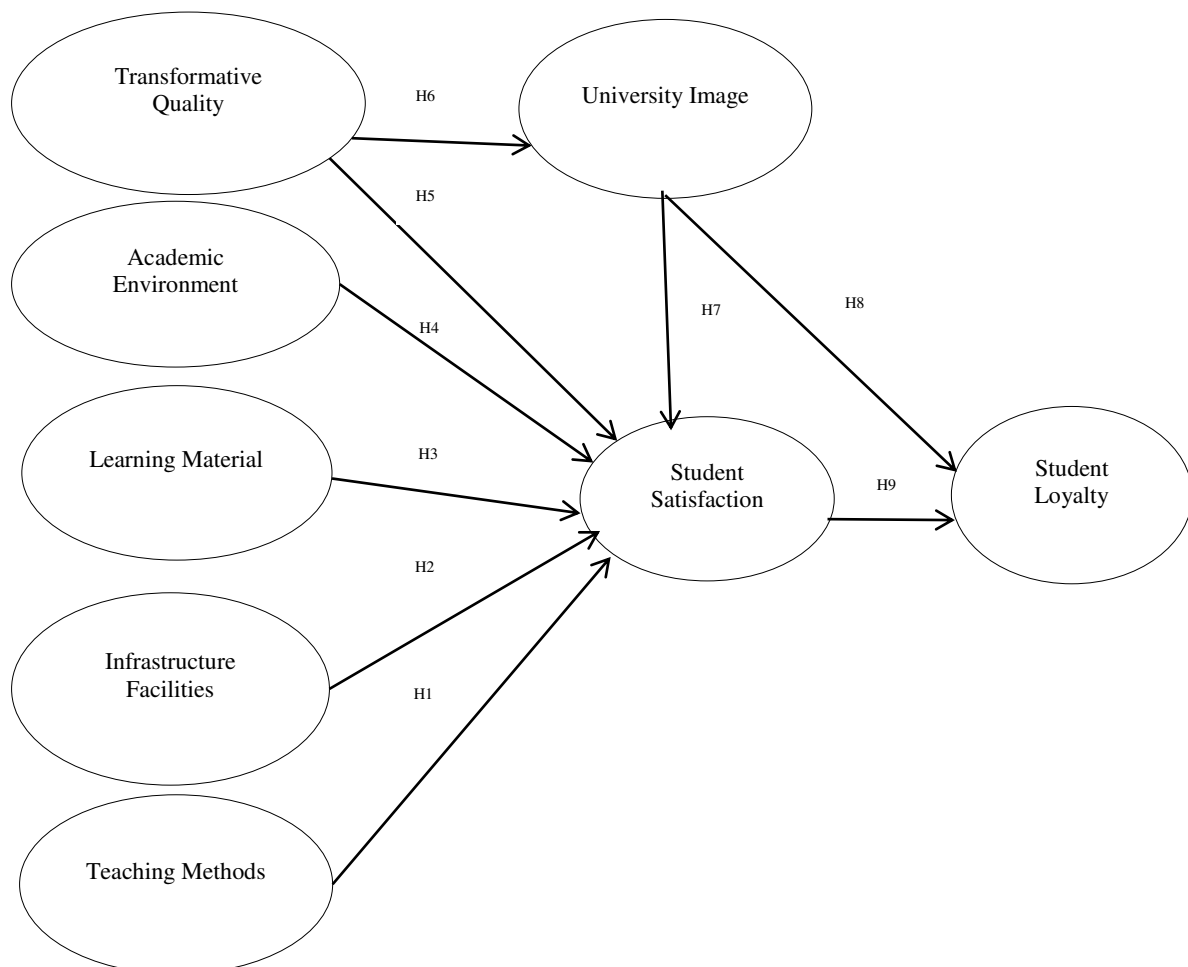 Transformative
Quality
H6
University Image
H5
Academic
Environment
H4
H7
H8
Learning Material
H3
Student
Satisfaction
H9
Student
Loyalty
H2
Infrastructure
Facilities
H1
Teaching Methods